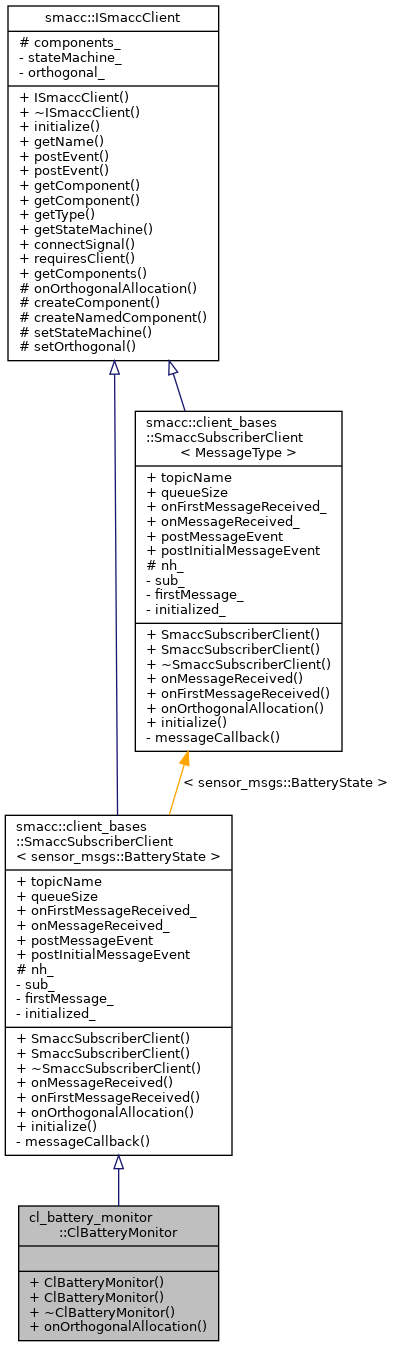 smacc::ISmaccClient
# components_
- stateMachine_
- orthogonal_
+ ISmaccClient()
+ ~ISmaccClient()
+ initialize()
+ getName()
+ postEvent()
+ postEvent()
+ getComponent()
+ getComponent()
+ getType()
+ getStateMachine()
+ connectSignal()
+ requiresClient()
+ getComponents()
# onOrthogonalAllocation()
# createComponent()
# createNamedComponent()
# setStateMachine()
# setOrthogonal()
smacc::client_bases
::SmaccSubscriberClient
< MessageType >
+ topicName
+ queueSize
+ onFirstMessageReceived_
+ onMessageReceived_
+ postMessageEvent
+ postInitialMessageEvent
# nh_
- sub_
- firstMessage_
- initialized_
+ SmaccSubscriberClient()
+ SmaccSubscriberClient()
+ ~SmaccSubscriberClient()
+ onMessageReceived()
+ onFirstMessageReceived()
+ onOrthogonalAllocation()
+ initialize()
- messageCallback()
< sensor_msgs::BatteryState >
smacc::client_bases
::SmaccSubscriberClient
< sensor_msgs::BatteryState >
+ topicName
+ queueSize
+ onFirstMessageReceived_
+ onMessageReceived_
+ postMessageEvent
+ postInitialMessageEvent
# nh_
- sub_
- firstMessage_
- initialized_
+ SmaccSubscriberClient()
+ SmaccSubscriberClient()
+ ~SmaccSubscriberClient()
+ onMessageReceived()
+ onFirstMessageReceived()
+ onOrthogonalAllocation()
+ initialize()
- messageCallback()
cl_battery_monitor
::ClBatteryMonitor
+ ClBatteryMonitor()
+ ClBatteryMonitor()
+ ~ClBatteryMonitor()
+ onOrthogonalAllocation()